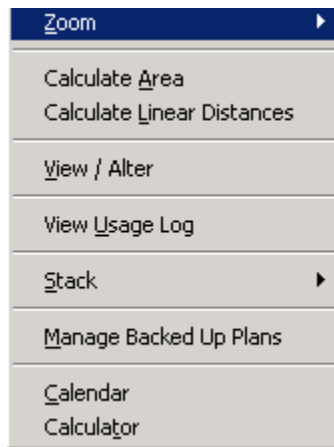 Zoom
Calculate Area
Calculate Linear Distances
View / Alter
View Usage Log
Stack
Manage Backed Up Plans
Calendar
Calculator